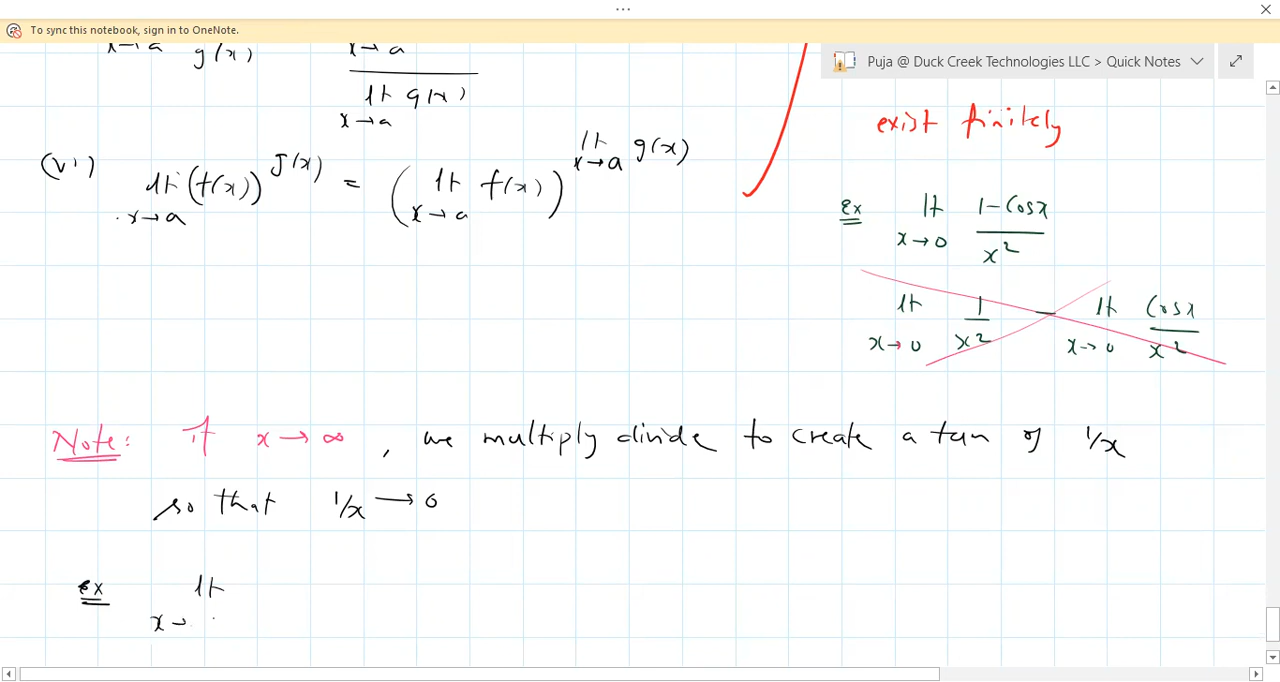 To sync this notebook, sign in to OneNote.
Puja @ Duck Creek Technologies LLC > Quick Notes
x→a g(x) x→a
lt g(x)
x→a
(vi) lt (f(x))^g(x) = (lt f(x))^lt g(x)
x→a x→a x→a
exist finitely
Ex lt 1-Cosx
x→0 x²
lt 1 — lt Cosx
x→0 x² x→0 x²
Note: if x → ∞, we multiply divide to create a term of 1/x
so that 1/x → 0
ex lt
x→